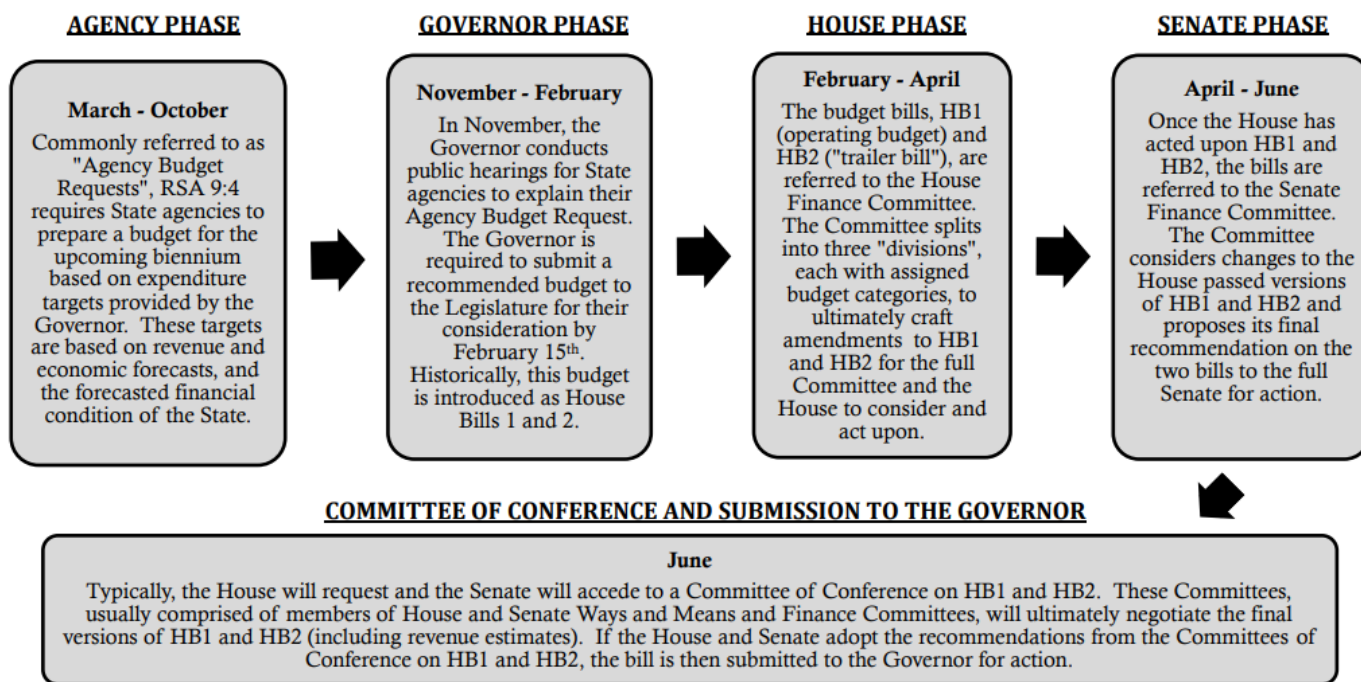 AGENCY PHASE
March - October
Commonly referred to as
"Agency Budget
Requests", RSA 9:4
requires State agencies to
prepare a budget for the
upcoming biennium
based on expenditure
targets provided by the
Governor. These targets
are based on revenue and
economic forecasts, and
the forecasted financial
condition of the State.
GOVERNOR PHASE
November - February
In November, the
Governor conducts
public hearings for State
agencies to explain their
Agency Budget Request.
The Governor is
required to submit a
recommended budget to
the Legislature for their
consideration by
February 15th.
Historically, this budget
is introduced as House
Bills 1 and 2.
HOUSE PHASE
February - April
The budget bills, HB1
(operating budget) and
HB2 ("trailer bill"), are
referred to the House
Finance Committee.
The Committee splits
into three "divisions",
each with assigned
budget categories, to
ultimately craft
amendments to HB1
and HB2 for the full
Committee and the
House to consider and
act upon.
SENATE PHASE
April - June
Once the House has
acted upon HB1 and
HB2, the bills are
referred to the Senate
Finance Committee.
The Committee
considers changes to the
House passed versions
of HB1 and HB2 and
proposes its final
recommendation on the
two bills to the full
Senate for action.
COMMITTEE OF CONFERENCE AND SUBMISSION TO THE GOVERNOR
June
Typically, the House will request and the Senate will accede to a Committee of Conference on HB1 and HB2. These Committees,
usually comprised of members of House and Senate Ways and Means and Finance Committees, will ultimately negotiate the final
versions of HB1 and HB2 (including revenue estimates). If the House and Senate adopt the recommendations from the Committees of
Conference on HB1 and HB2, the bill is then submitted to the Governor for action.